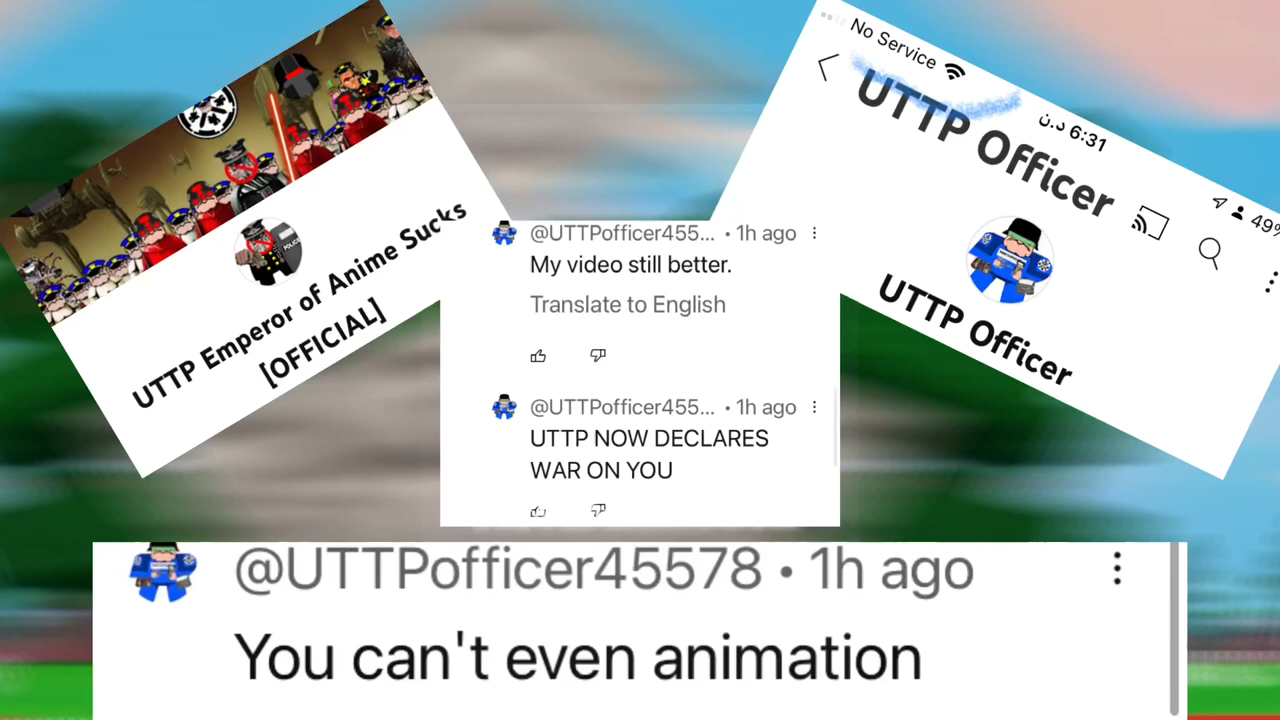 UTTP Emperor of Anime Sucks
[OFFICIAL]
No Service
6:31 د.ن
49%
UTTP Officer
UTTP Officer
@UTTPofficer455... • 1h ago
My video still better.
Translate to English
@UTTPofficer455... • 1h ago
UTTP NOW DECLARES
WAR ON YOU
@UTTPofficer45578 • 1h ago
You can't even animation